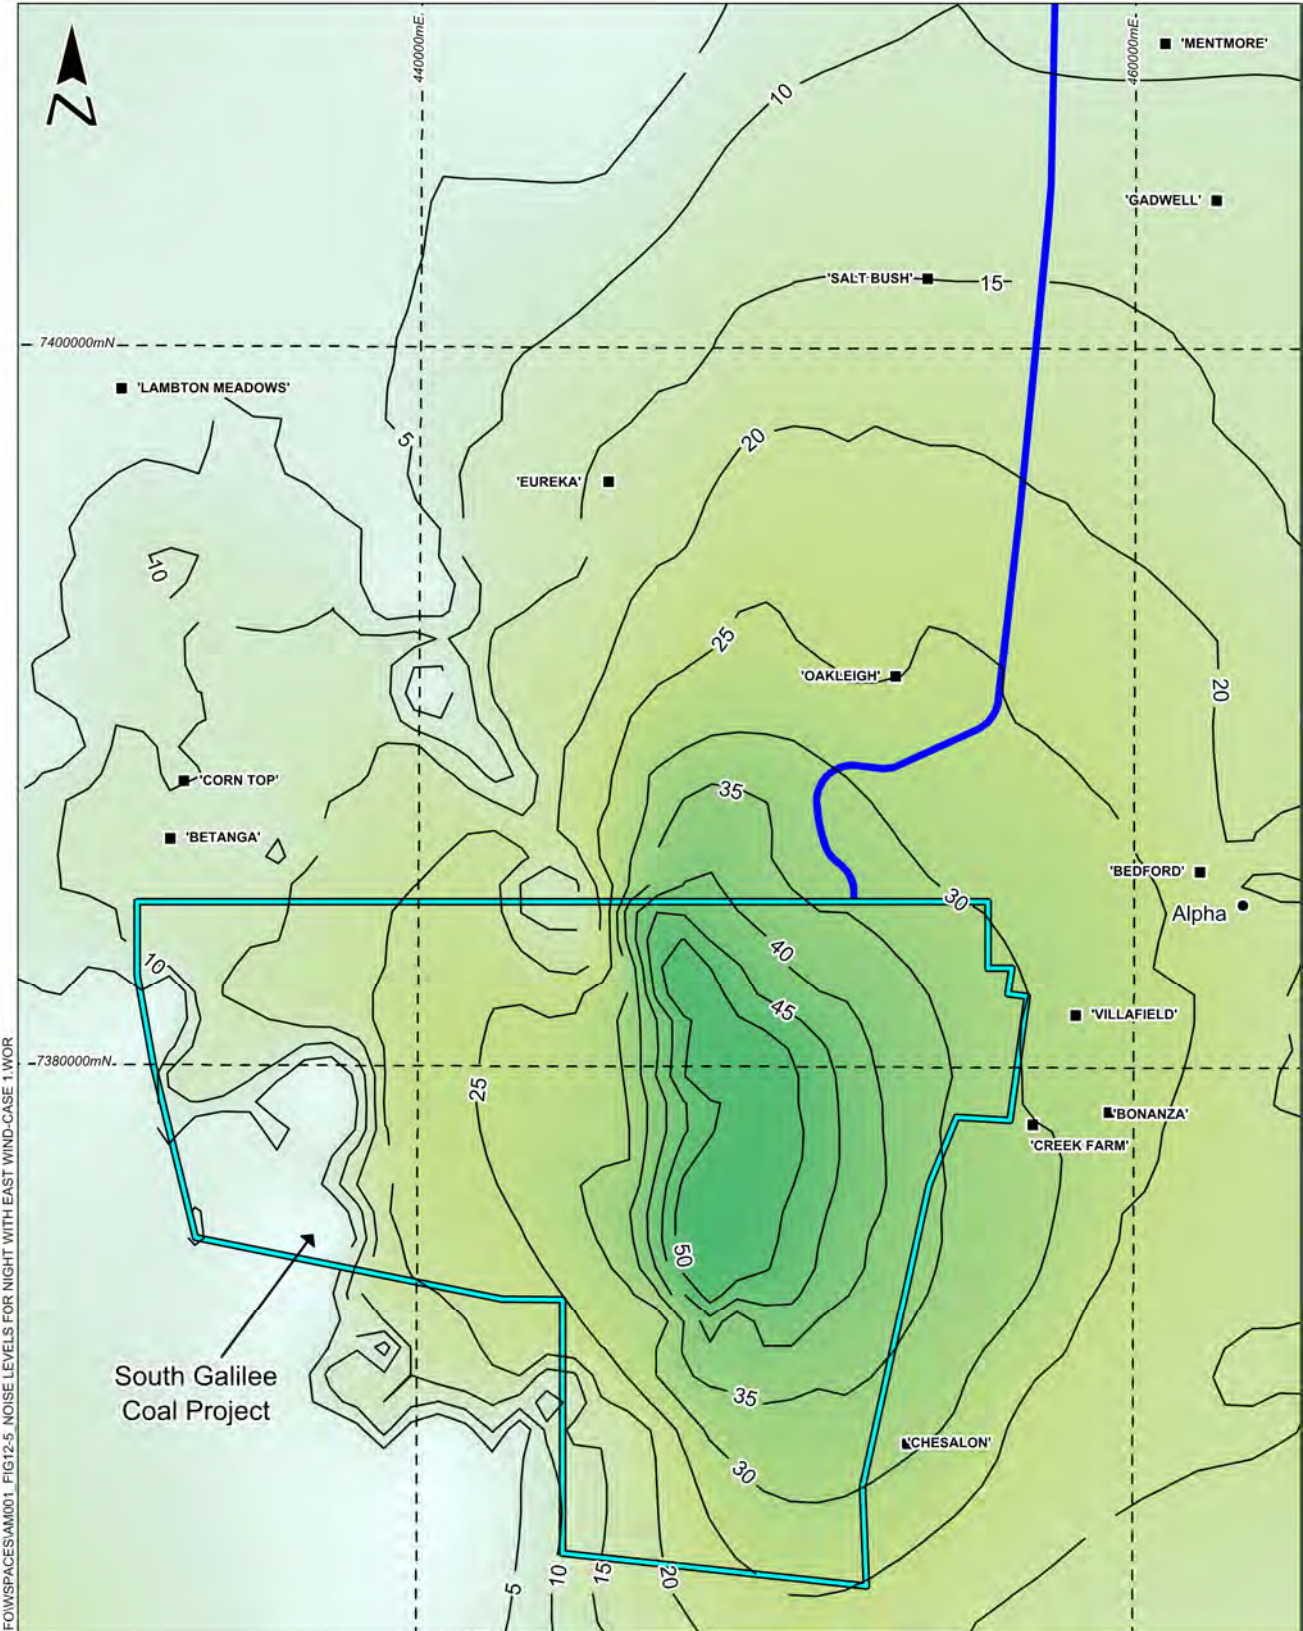 440000mE.
460000mE.
'MENTMORE'
N
10
'GADWELL'
'SALT BUSH'
15
7400000mN
'LAMBTON MEADOWS'
5
20
'EUREKA'
10
25
'OAKLEIGH'
20
'CORN TOP'
35
'BETANGA'
'BEDFORD'
30
Alpha
10
40
45
'VILLAFIELD'
7380000mN
25
'BONANZA'
'CREEK FARM'
50
South Galilee
Coal Project
35
'CHESALON'
30
5
10
15
20
FOWSPACES\AM001_FIG12-5_NOISE LEVELS FOR NIGHT WITH EAST WIND-CASE 1.WOR